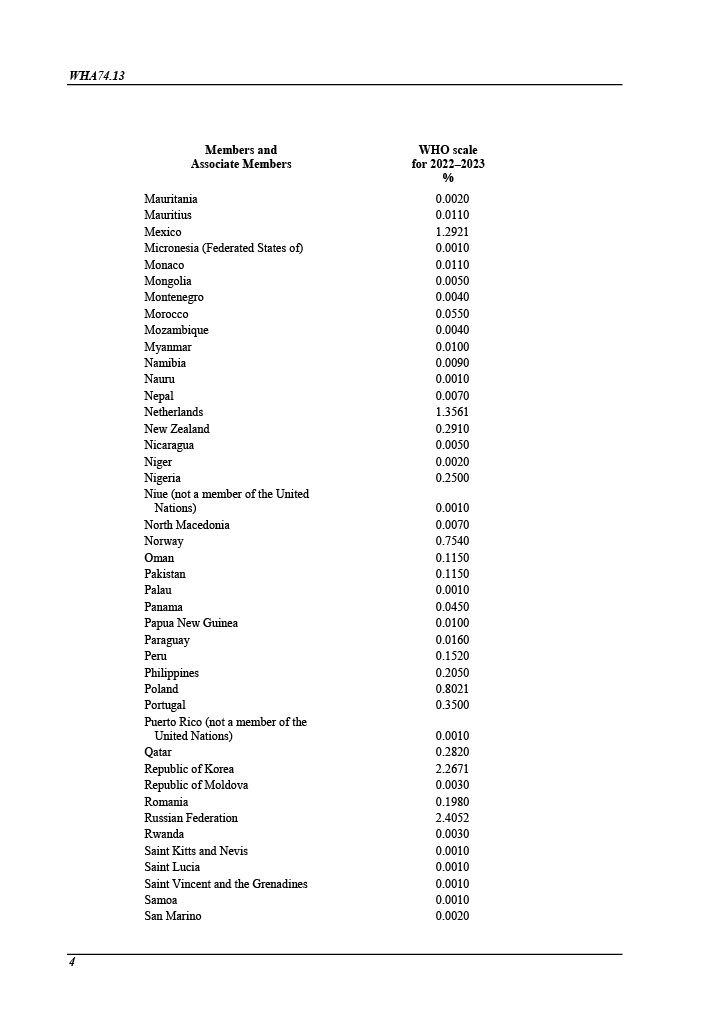 WHA74.13
Members and Associate Members
WHO scale for 2022–2023 %
Mauritania 0.0020
Mauritius 0.0110
Mexico 1.2921
Micronesia (Federated States of) 0.0010
Monaco 0.0110
Mongolia 0.0050
Montenegro 0.0040
Morocco 0.0550
Mozambique 0.0040
Myanmar 0.0100
Namibia 0.0090
Nauru 0.0010
Nepal 0.0070
Netherlands 1.3561
New Zealand 0.2910
Nicaragua 0.0050
Niger 0.0020
Nigeria 0.2500
Niue (not a member of the United
Nations) 0.0010
North Macedonia 0.0070
Norway 0.7540
Oman 0.1150
Pakistan 0.1150
Palau 0.0010
Panama 0.0450
Papua New Guinea 0.0100
Paraguay 0.0160
Peru 0.1520
Philippines 0.2050
Poland 0.8021
Portugal 0.3500
Puerto Rico (not a member of the
United Nations) 0.0010
Qatar 0.2820
Republic of Korea 2.2671
Republic of Moldova 0.0030
Romania 0.1980
Russian Federation 2.4052
Rwanda 0.0030
Saint Kitts and Nevis 0.0010
Saint Lucia 0.0010
Saint Vincent and the Grenadines 0.0010
Samoa 0.0010
San Marino 0.0020
4